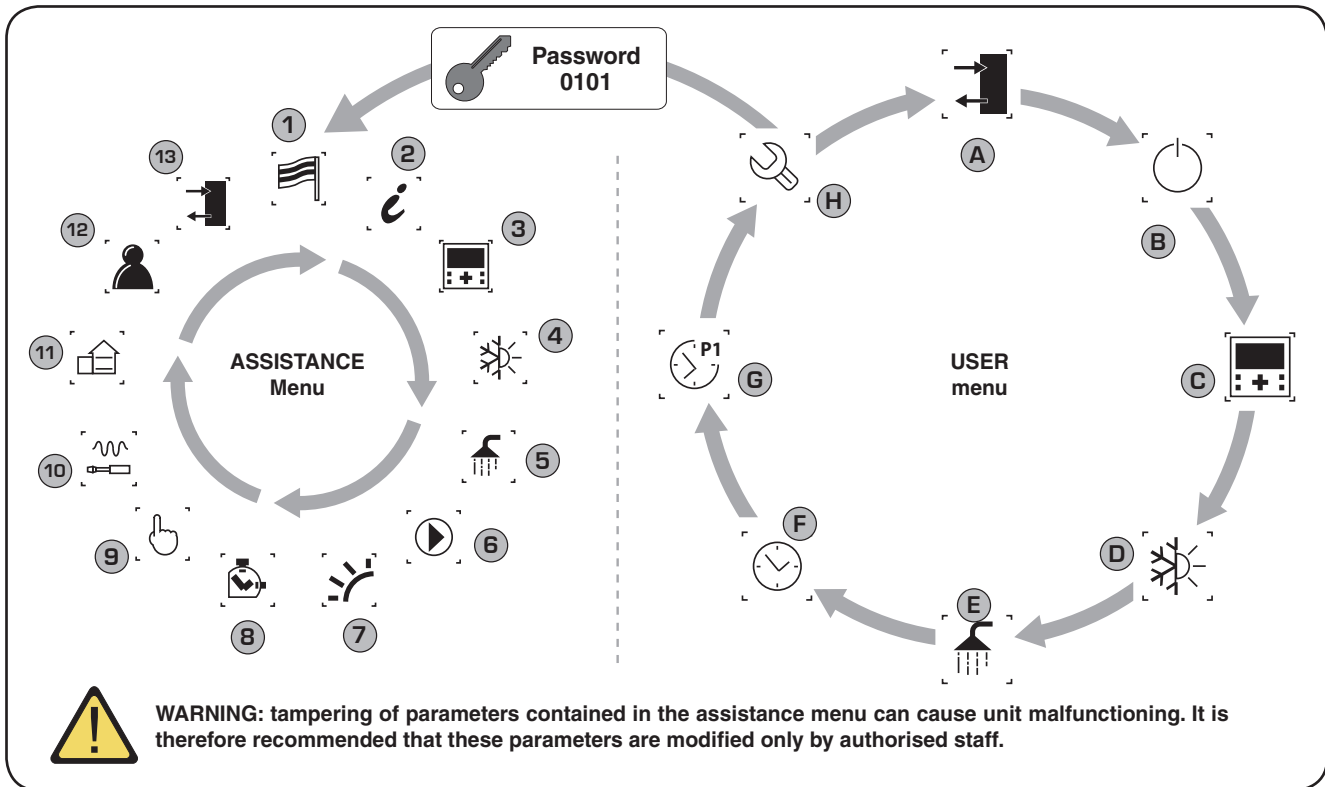 Password
0101
1
2
3
4
5
6
7
8
9
10
11
12
13
ASSISTANCE
Menu
A
B
C
D
E
F
G
H
P1
USER
menu
WARNING: tampering of parameters contained in the assistance menu can cause unit malfunctioning. It is
therefore recommended that these parameters are modified only by authorised staff.